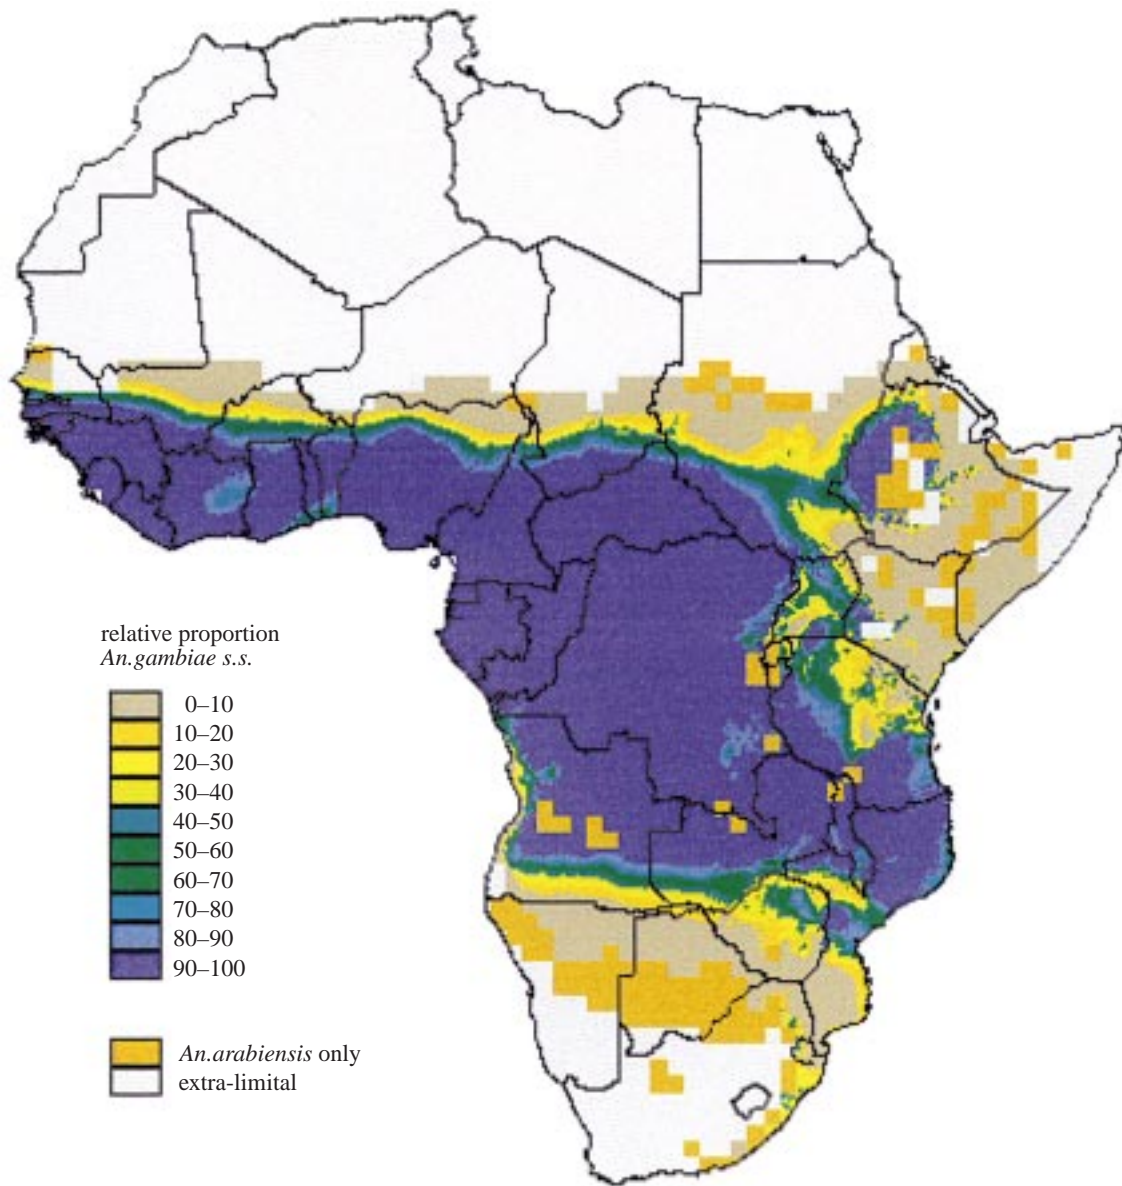 relative proportion
An.gambiae s.s.
0–10
10–20
20–30
30–40
40–50
50–60
60–70
70–80
80–90
90–100
An.arabiensis only
extra-limital